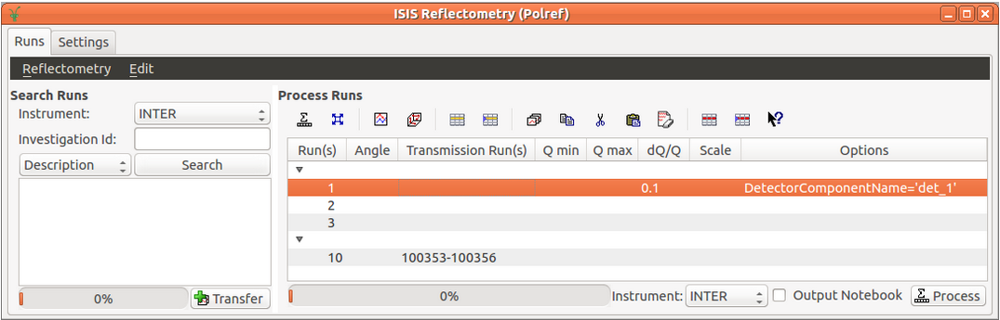 ISIS Reflectometry (Polref)
Runs Settings
Reflectometry Edit
Search Runs
Instrument: INTER
Investigation Id:
Description Search
0% Transfer
Process Runs
Run(s) Angle Transmission Run(s) Q min Q max dQ/Q Scale Options
1 0.1 DetectorComponentName='det_1'
2
3
10 100353-100356
0% Instrument: INTER Output Notebook Process